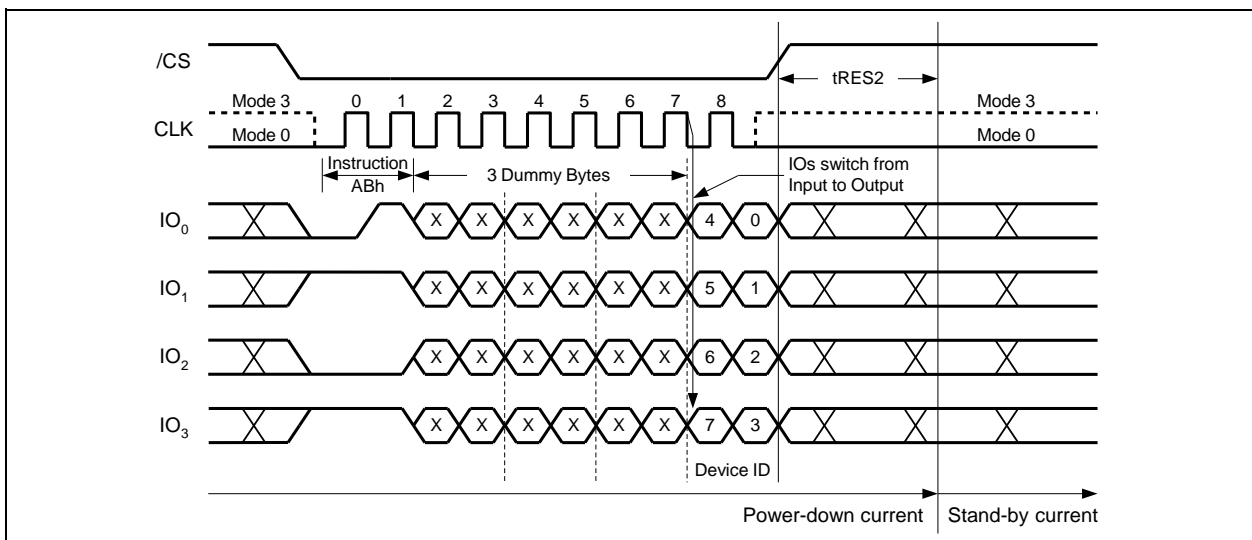 /CS
tRES2
0 1 2 3 4 5 6 7 8
Mode 3
Mode 3
CLK
Mode 0
Mode 0
Instruction
ABh
3 Dummy Bytes
IOs switch from
Input to Output
IO0 X X X X X X 4 0
IO1 X X X X X X 5 1
IO2 X X X X X X 6 2
IO3 X X X X X X 7 3
Device ID
Power-down current
Stand-by current